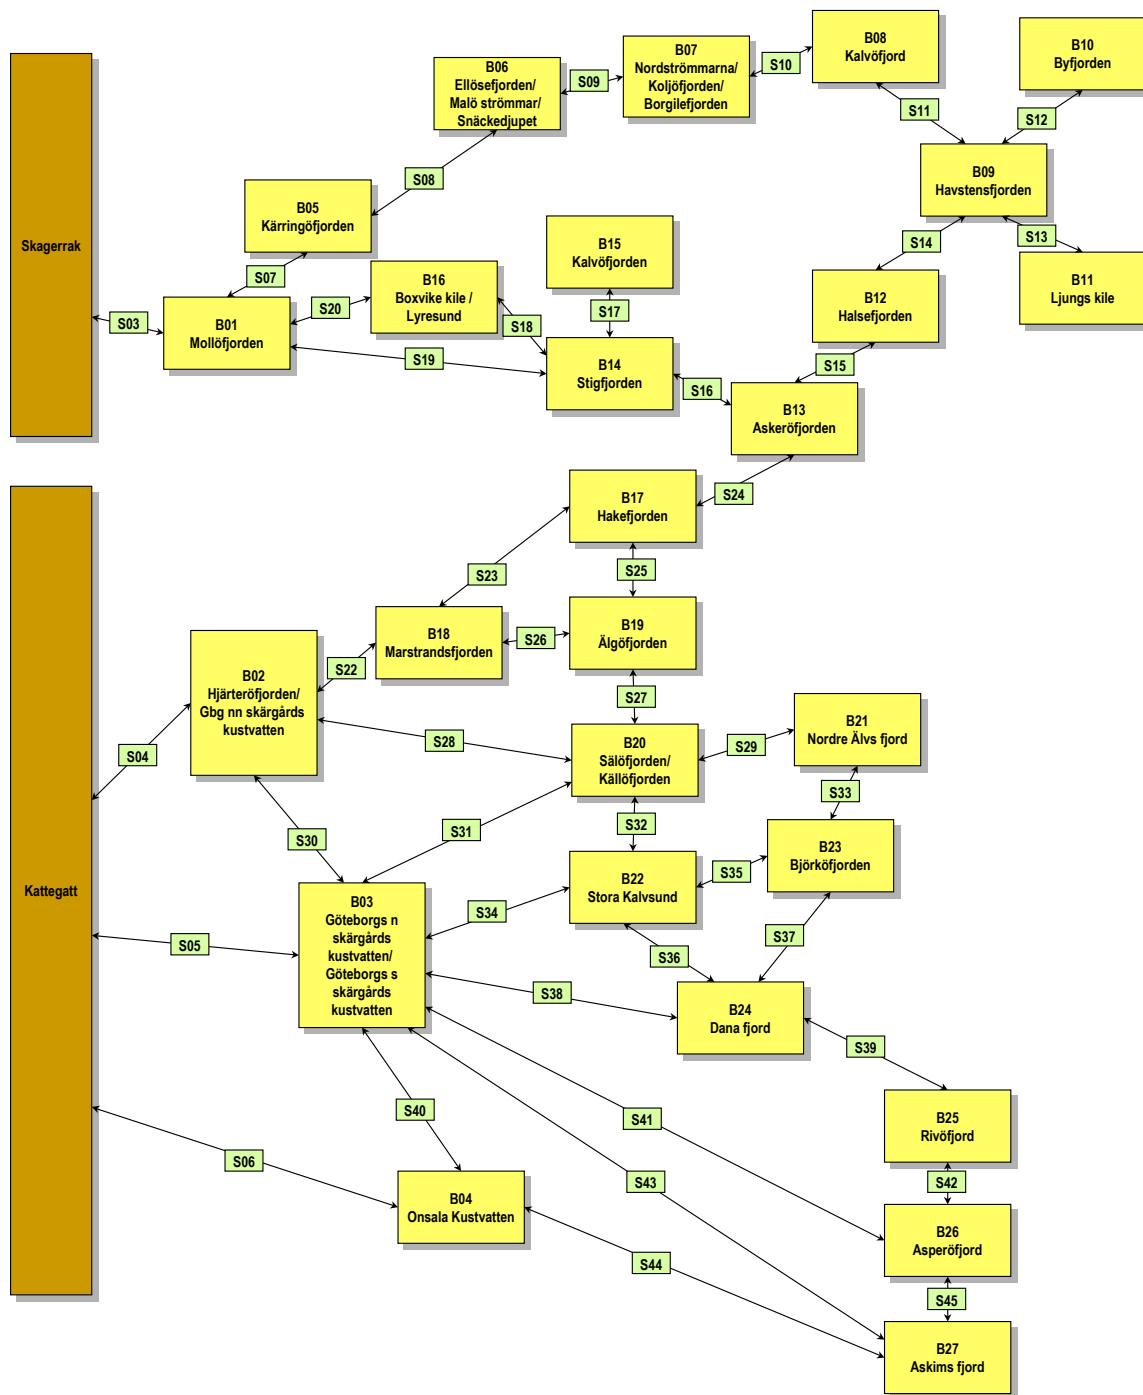 B08
Kalvöfjord
B10
Byfjorden
B07
Nordströmmarna/
Koljöfjorden/
Borgilefjorden
S10
B06
Ellösefjorden/
Malö strömmar/
Snäckedjupet
S09
S11
S12
B09
Havstensfjorden
S08
B05
Kärringöfjorden
Skagerrak
B15
Kalvöfjorden
S14
S13
S07
B16
Boxvike kile /
Lyresund
B11
Ljungs kile
B12
Halsefjorden
S03
B01
Mollöfjorden
S20
S18
S17
S19
B14
Stigfjorden
S15
S16
B13
Askeröfjorden
B17
Hakefjorden
S24
S23
S25
B18
Marstrandsfjorden
S26
B19
Älgöfjorden
B02
Hjärteröfjorden/
Gbg nn skärgårds
kustvatten
S22
S27
S04
S28
B20
Sälöfjorden/
Källöfjorden
S29
B21
Nordre Älvs fjord
S33
S30
S31
S32
B23
Björköfjorden
Kattegatt
B22
Stora Kalvsund
S35
B03
Göteborgs n
skärgårds
kustvatten/
Göteborgs s
skärgårds
kustvatten
S34
S05
S36
S37
S38
B24
Dana fjord
S39
S40
S41
B25
Rivöfjord
S06
S43
S42
B04
Onsala Kustvatten
B26
Asperöfjord
S44
S45
B27
Askims fjord